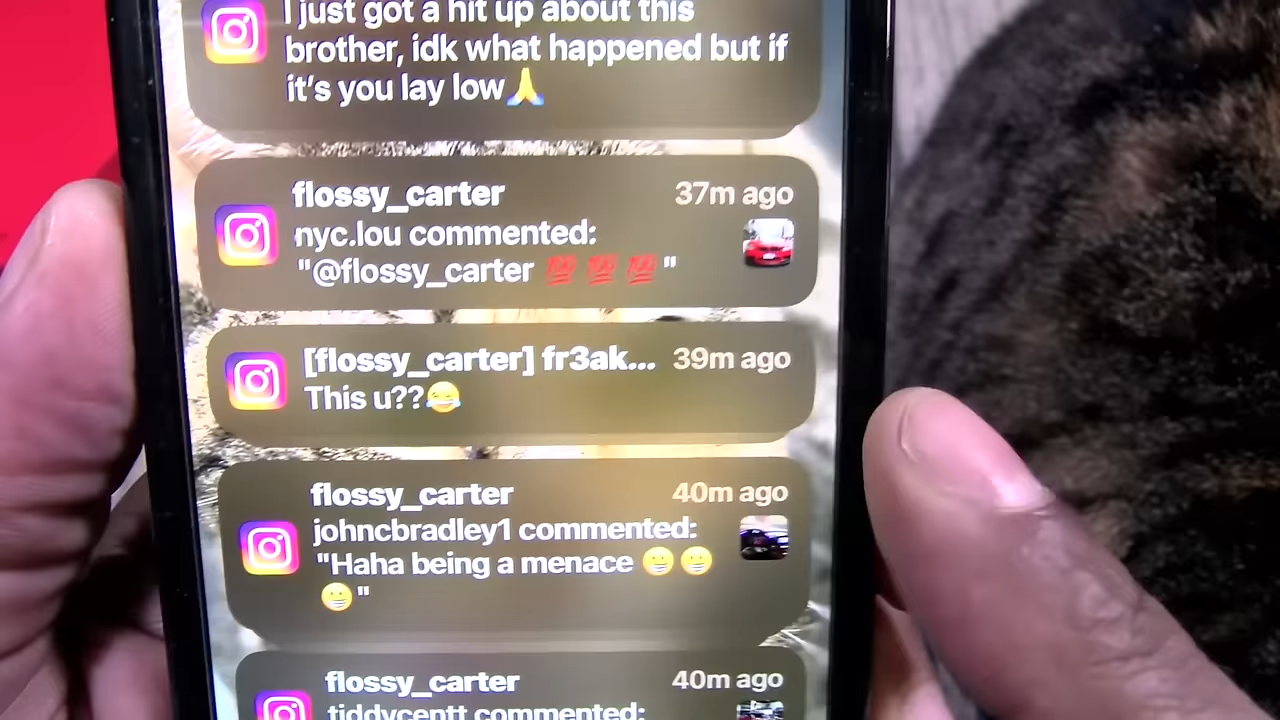 I just got a hit up about this
brother, idk what happened but if
it's you lay low🙏
flossy_carter 37m ago
nyc.lou commented:
"@flossy_carter 💯 💯 💯"
[flossy_carter] fr3ak... 39m ago
This u??😂
flossy_carter 40m ago
johncbradley1 commented:
"Haha being a menace 😀😀
😀"
flossy_carter 40m ago
tiddycentt commented: